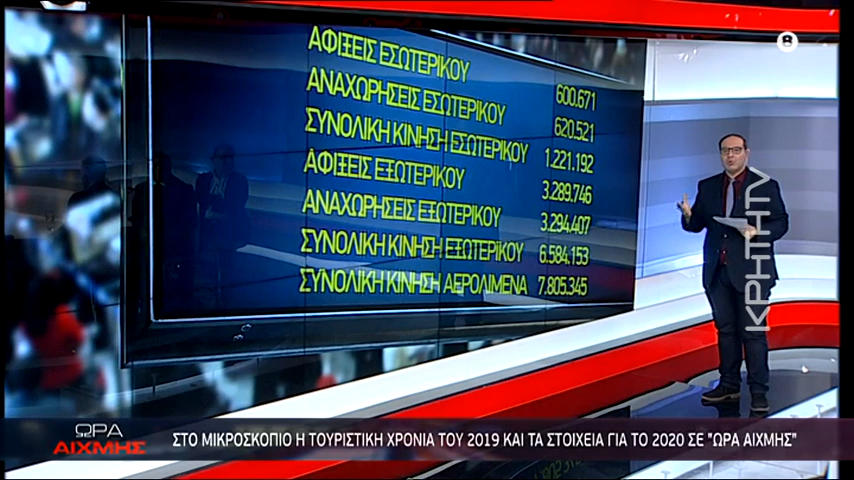 8
ΑΦΙΞΕΙΣ ΕΣΩΤΕΡΙΚΟΥ 600.671
ΑΝΑΧΩΡΗΣΕΙΣ ΕΣΩΤΕΡΙΚΟΥ 620.521
ΣΥΝΟΛΙΚΗ ΚΙΝΗΣΗ ΕΣΩΤΕΡΙΚΟΥ 1.221.192
ΑΦΙΞΕΙΣ ΕΞΩΤΕΡΙΚΟΥ 3.289.746
ΑΝΑΧΩΡΗΣΕΙΣ ΕΞΩΤΕΡΙΚΟΥ 3.294.407
ΣΥΝΟΛΙΚΗ ΚΙΝΗΣΗ ΕΞΩΤΕΡΙΚΟΥ 6.584.153
ΣΥΝΟΛΙΚΗ ΚΙΝΗΣΗ ΑΕΡΟΛΙΜΕΝΑ 7.805.345
ΚΡΗΤΗTV
ΩΡΑ
ΑΙΧΜΗΣ
ΣΤΟ ΜΙΚΡΟΣΚΟΠΙΟ Η ΤΟΥΡΙΣΤΙΚΗ ΧΡΟΝΙΑ ΤΟΥ 2019 ΚΑΙ ΤΑ ΣΤΟΙΧΕΙΑ ΓΙΑ ΤΟ 2020 ΣΕ "ΩΡΑ ΑΙΧΜΗΣ"